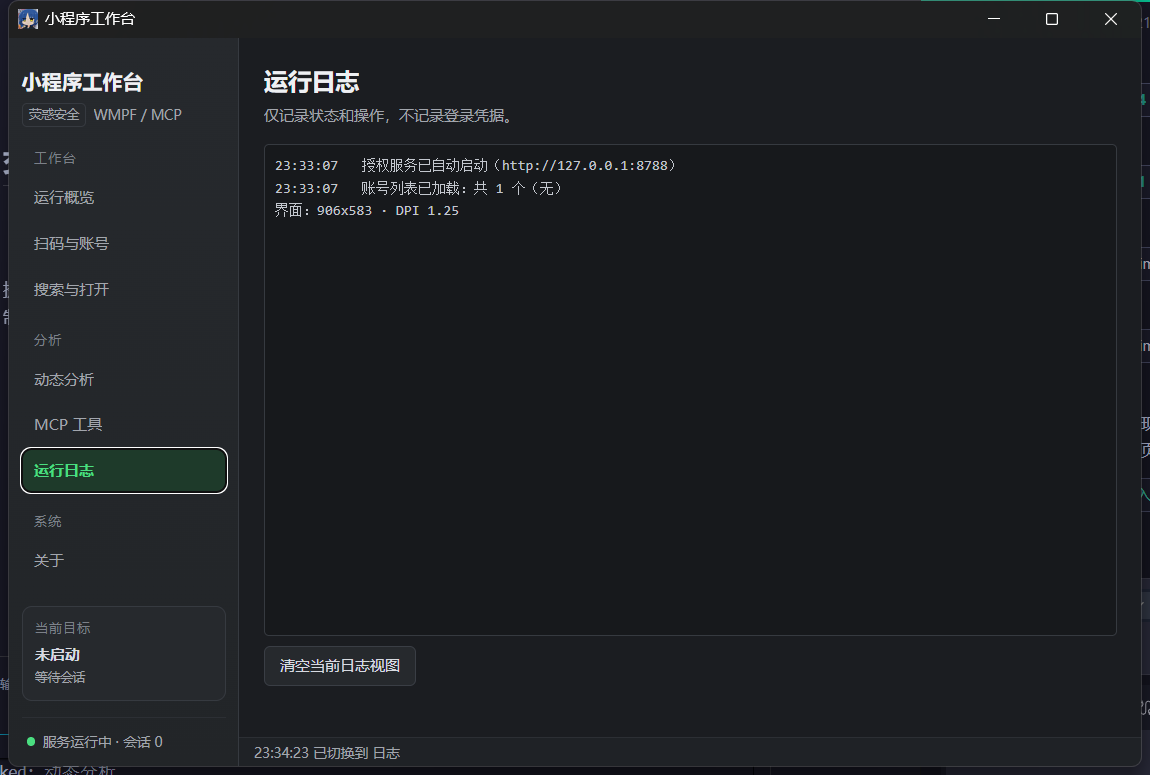 小程序工作台
小程序工作台
荧惑安全 WMPF / MCP
工作台
运行概览
扫码与账号
搜索与打开
分析
动态分析
MCP 工具
运行日志
系统
关于
当前目标
未启动
等待会话
服务运行中 · 会话 0
运行日志
仅记录状态和操作，不记录登录凭据。
23:33:07 授权服务已自动启动（http://127.0.0.1:8788）
23:33:07 账号列表已加载：共 1 个（无）
界面：906x583 · DPI 1.25
清空当前日志视图
23:34:23 已切换到 日志